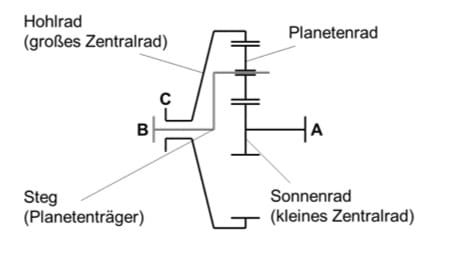 Hohlrad
(großes Zentralrad)
Planetenrad
C
B
A
Steg
(Planetenträger)
Sonnenrad
(kleines Zentralrad)